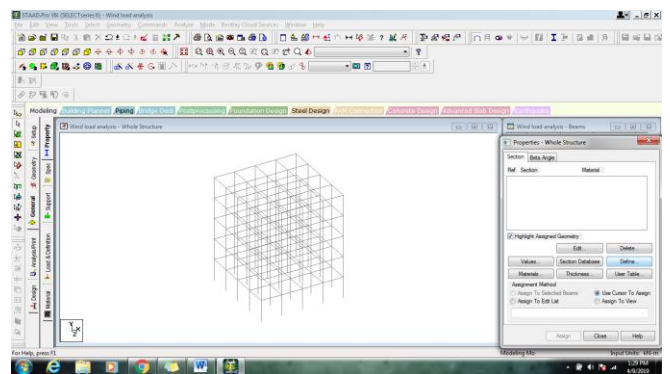 STAAD.Pro V8i (SELECTseries 6) - Wind load analysis
File Edit View Tools Select Geometry Commands Analyze Mode Bentley Cloud Services Window Help
Modeling Building Planner Piping Bridge Deck Postprocessing Foundation Design Steel Design RAM Connection Concrete Design Advanced Slab Design Earthquake
Wind load analysis - Whole Structure
Wind load analysis - Beams
Setup
Geometry
General
Analysis/Print
Design
Property
Spec
Support
Load & Definition
Material
Properties - Whole Structure
Section Beta Angle
Ref Section Material
Highlight Assigned Geometry
Edit... Delete...
Values... Section Database Define...
Materials... Thickness... User Table...
Assignment Method
Assign To Selected Beams Use Cursor To Assign
Assign To Edit List Assign To View
Assign Close Help
Y
X
Z
For Help, press F1
Modeling Mo
Input Units: kN-m
1:29 PM
4/9/2019